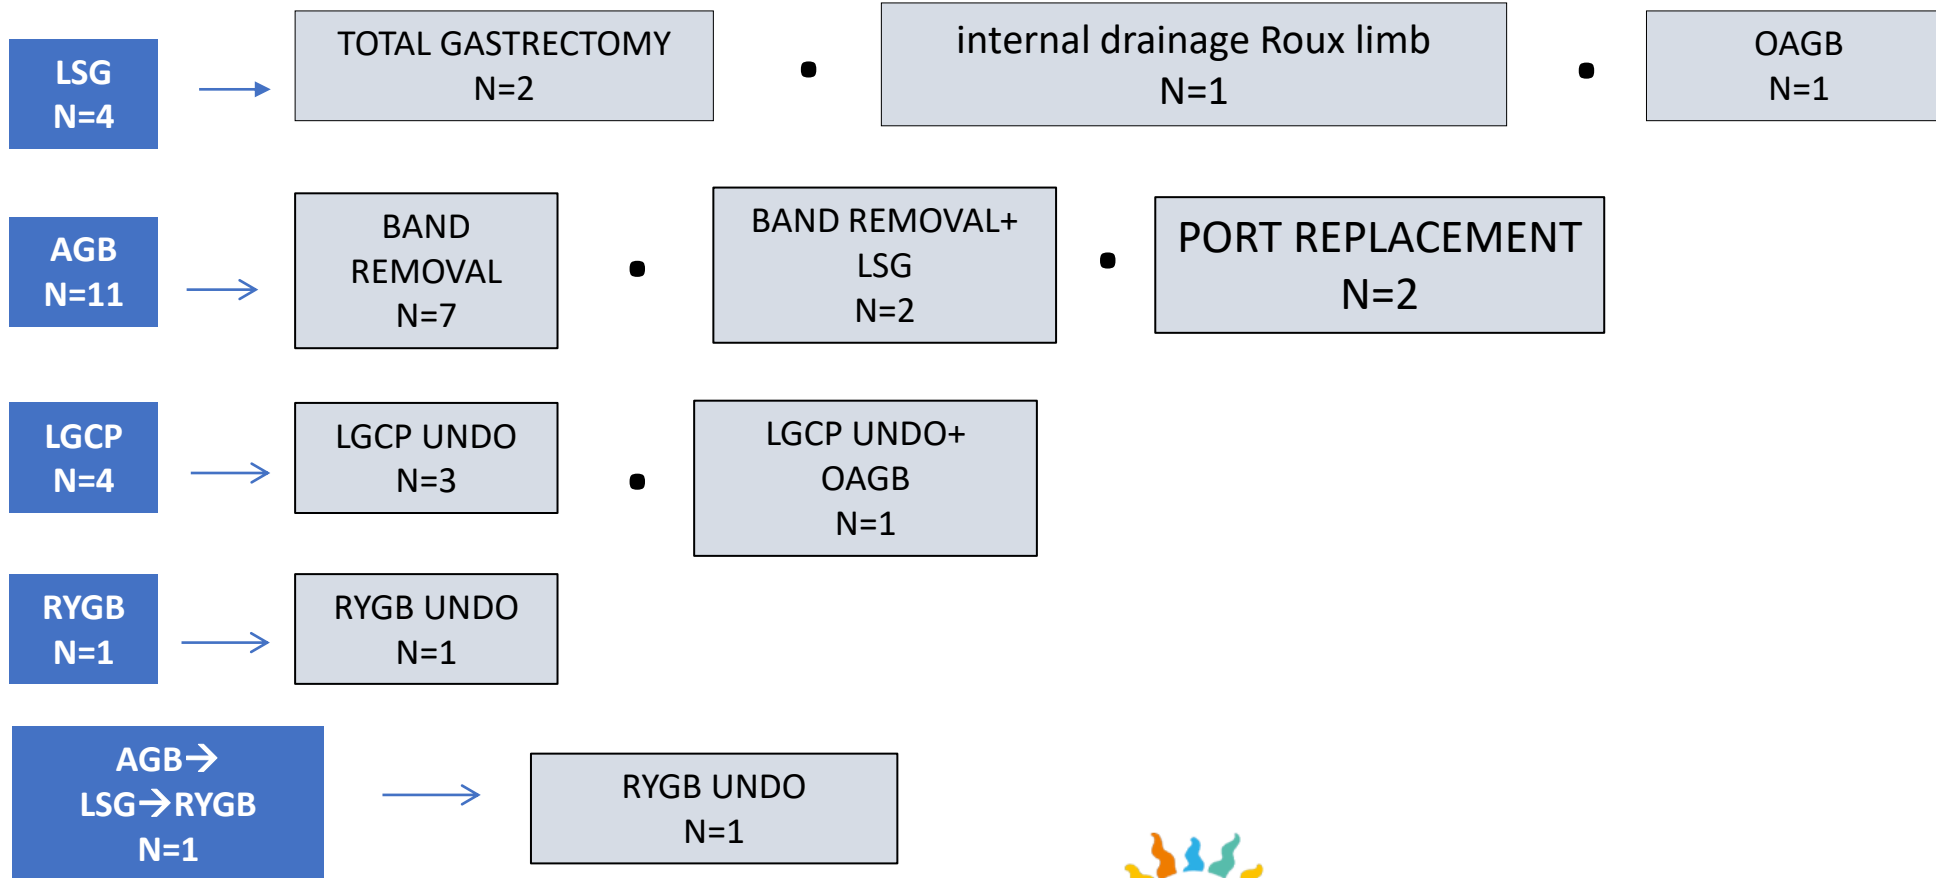 LSG
N=4
TOTAL GASTRECTOMY
N=2
internal drainage Roux limb
N=1
OAGB
N=1
AGB
N=11
BAND
REMOVAL
N=7
BAND REMOVAL+
LSG
N=2
PORT REPLACEMENT
N=2
LGCP
N=4
LGCP UNDO
N=3
LGCP UNDO+
OAGB
N=1
RYGB
N=1
RYGB UNDO
N=1
AGB→
LSG→RYGB
N=1
RYGB UNDO
N=1